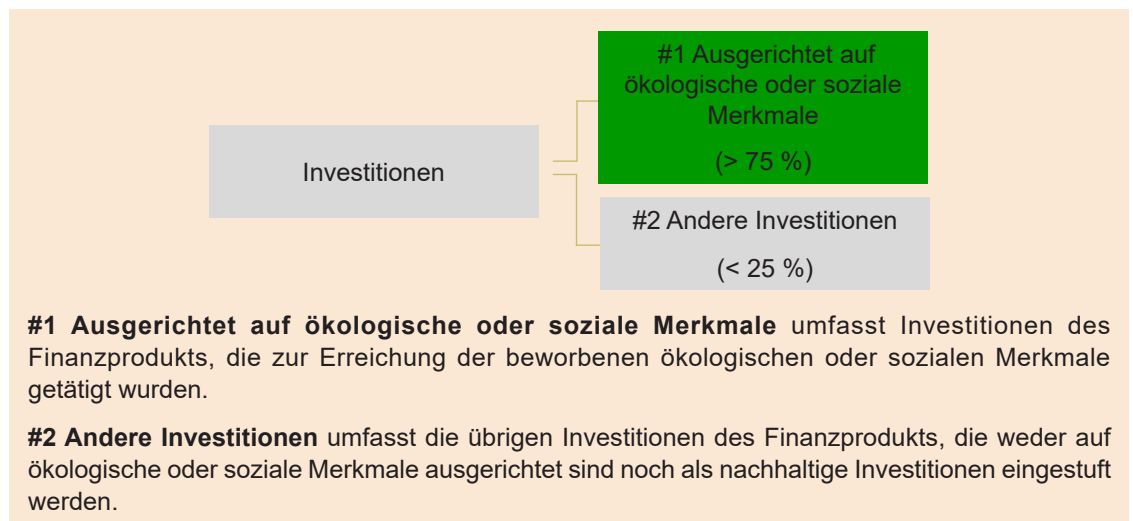 #1 Ausgerichtet auf
ökologische oder soziale
Merkmale
(> 75 %)
Investitionen
#2 Andere Investitionen
(< 25 %)
#1 Ausgerichtet auf ökologische oder soziale Merkmale umfasst Investitionen des
Finanzprodukts, die zur Erreichung der beworbenen ökologischen oder sozialen Merkmale
getätigt wurden.
#2 Andere Investitionen umfasst die übrigen Investitionen des Finanzprodukts, die weder auf
ökologische oder soziale Merkmale ausgerichtet sind noch als nachhaltige Investitionen eingestuft
werden.